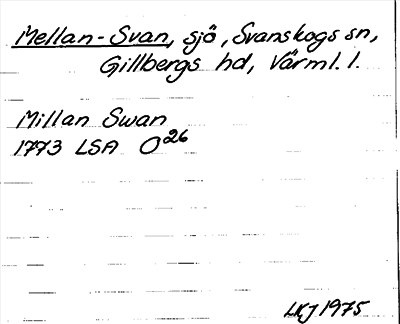 Mellan-Svan, sjö, Svanskogs sn,
Gillbergs hd, Värml. l.
Millan Swan
1773 LSA O26
LKJ 1975